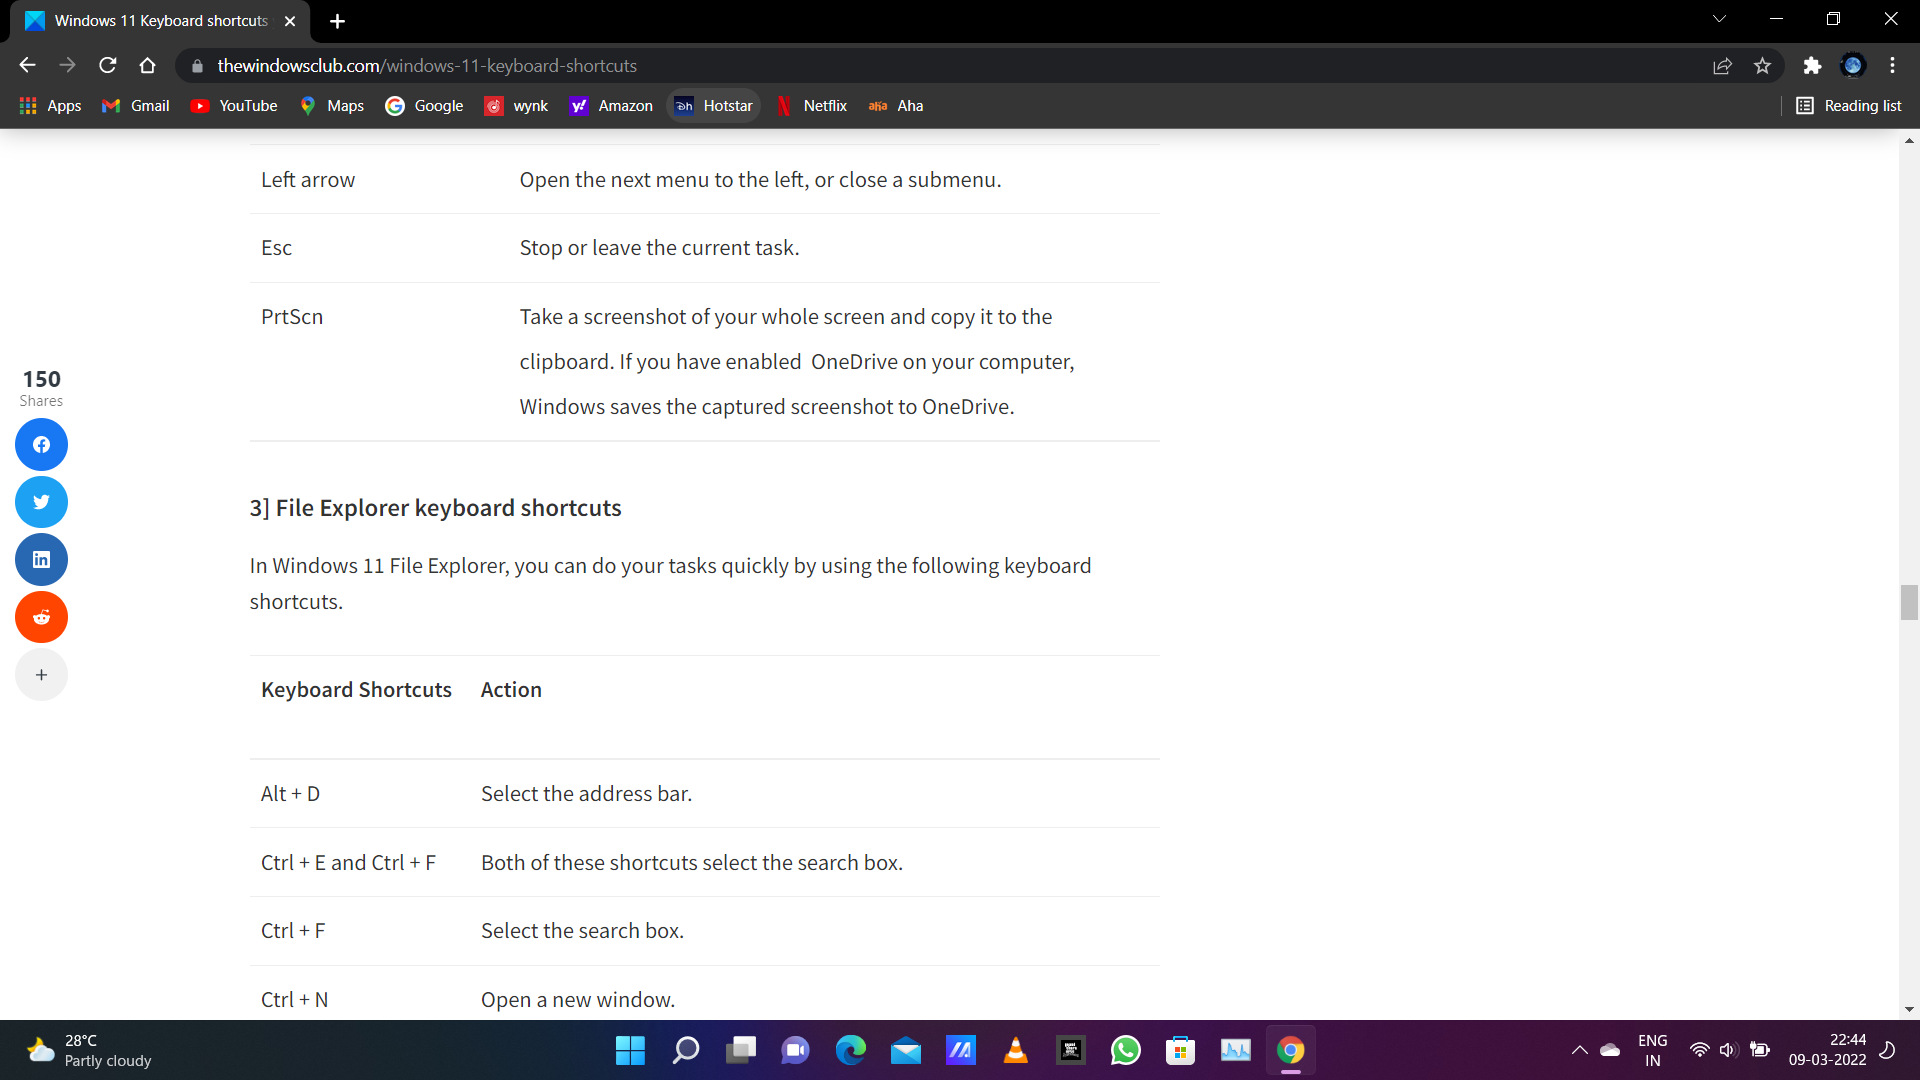 Windows 11 Keyboard shortcuts
thewindowsclub.com/windows-11-keyboard-shortcuts
Apps Gmail YouTube Maps Google wynk Amazon Hotstar Netflix Aha Reading list
Left arrow Open the next menu to the left, or close a submenu.
Esc Stop or leave the current task.
PrtScn Take a screenshot of your whole screen and copy it to the
clipboard. If you have enabled OneDrive on your computer,
Windows saves the captured screenshot to OneDrive.
150
Shares
3] File Explorer keyboard shortcuts
In Windows 11 File Explorer, you can do your tasks quickly by using the following keyboard
shortcuts.
Keyboard Shortcuts Action
Alt + D Select the address bar.
Ctrl + E and Ctrl + F Both of these shortcuts select the search box.
Ctrl + F Select the search box.
Ctrl + N Open a new window.
28°C
Partly cloudy
ENG
IN
22:44
09-03-2022